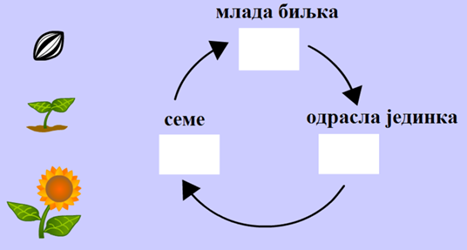 млада биљка
семе
одрасла јединка